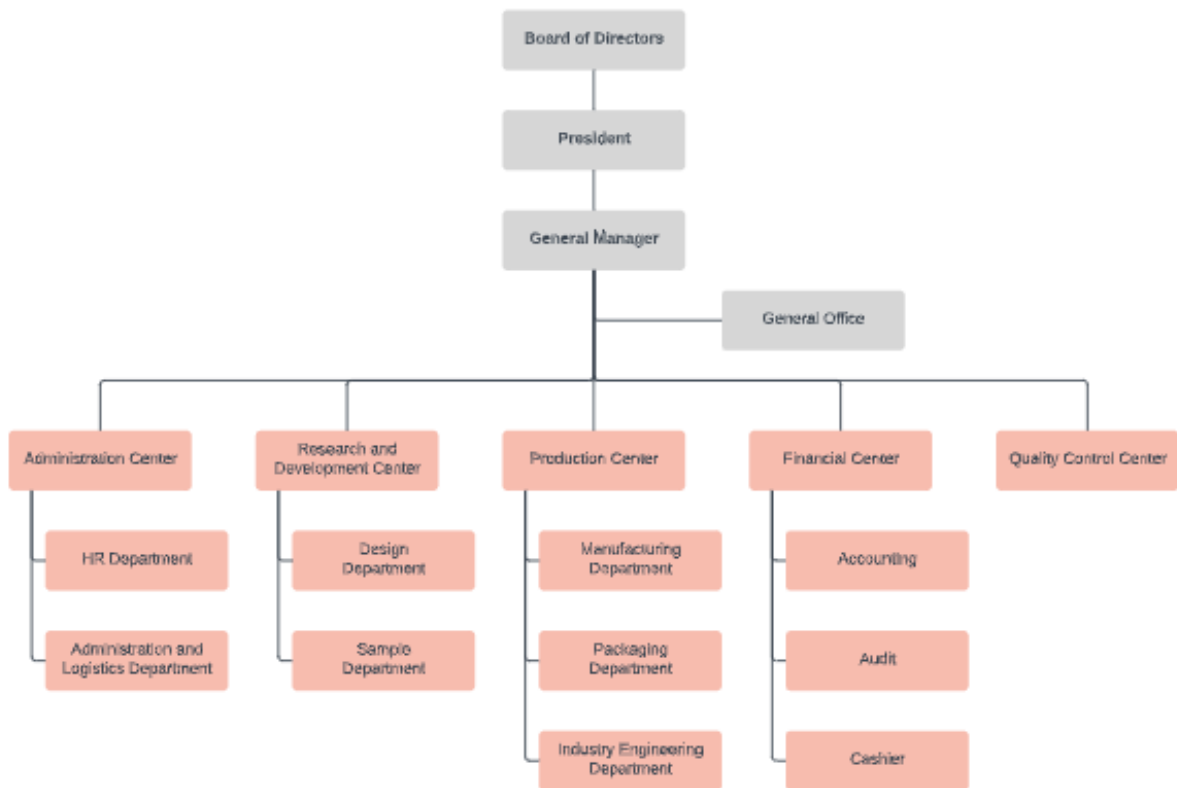 Board of Directors
President
General Manager
General Office
Administration Center
Research and
Development Center
Production Center
Financial Center
Quality Control Center
HR Department
Design
Department
Manufacturing
Department
Accounting
Administration and
Logistics Department
Sample
Department
Packaging
Department
Audit
Industry Engineering
Department
Cashier